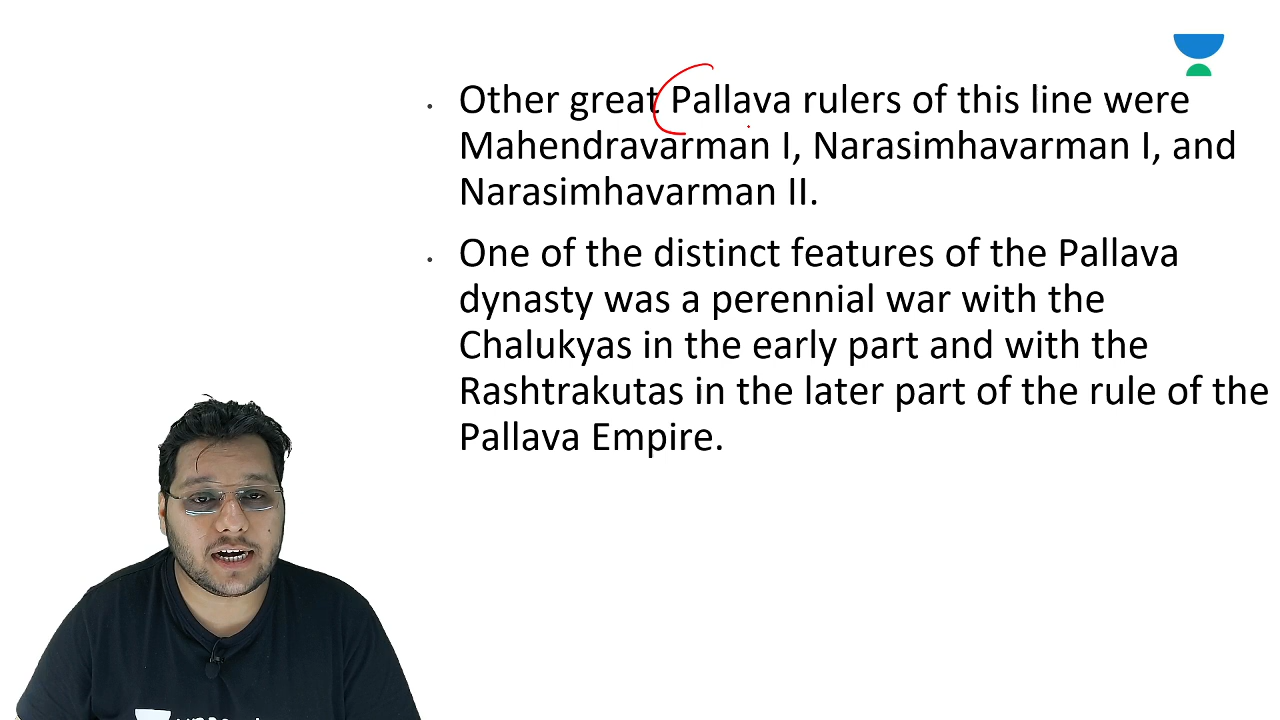 Other great Pallava rulers of this line were
Mahendravarman I, Narasimhavarman I, and
Narasimhavarman II.
One of the distinct features of the Pallava
dynasty was a perennial war with the
Chalukyas in the early part and with the
Rashtrakutas in the later part of the rule of the
Pallava Empire.